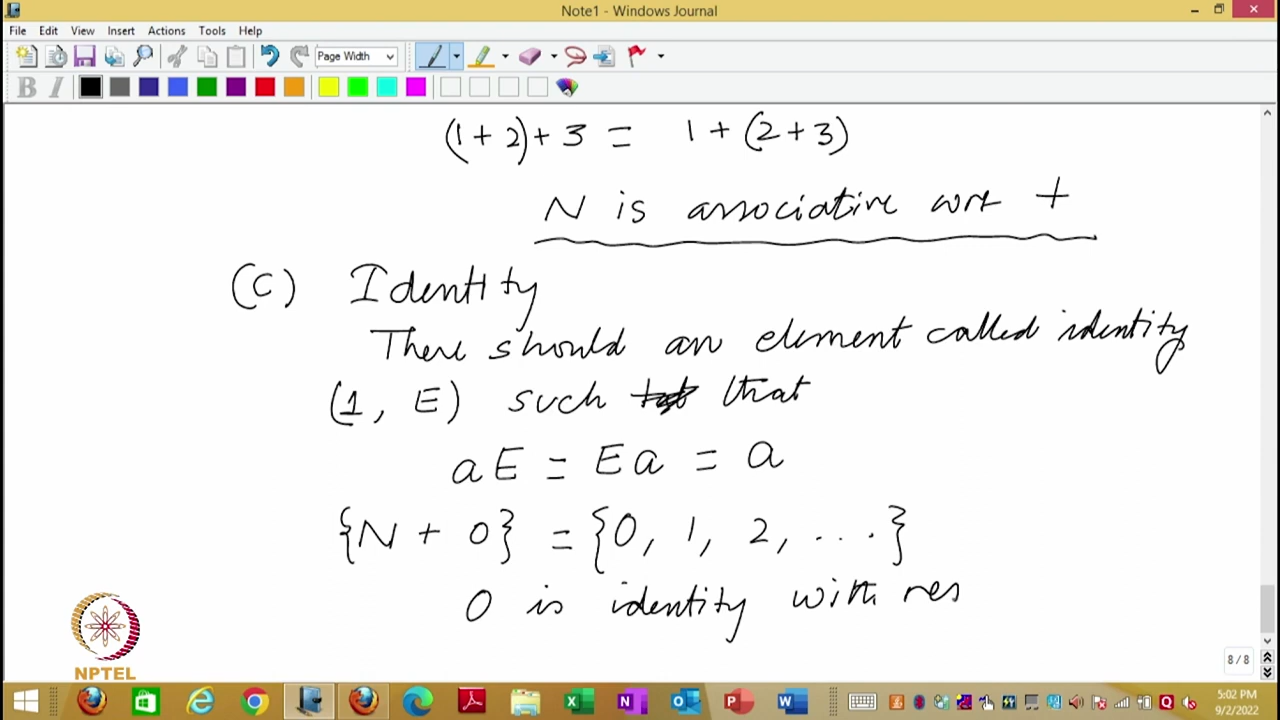 Note1 - Windows Journal
File Edit View Insert Actions Tools Help
Page Width
B I
(1+2)+3 = 1+(2+3)
N is associative wrt +
(C) Identity
There should an element called identity
(1, E) such that
aE = Ea = a
{N + 0} = {0, 1, 2, ....}
0 is identity with res
NPTEL
8 / 8
5:02 PM
9/2/2022